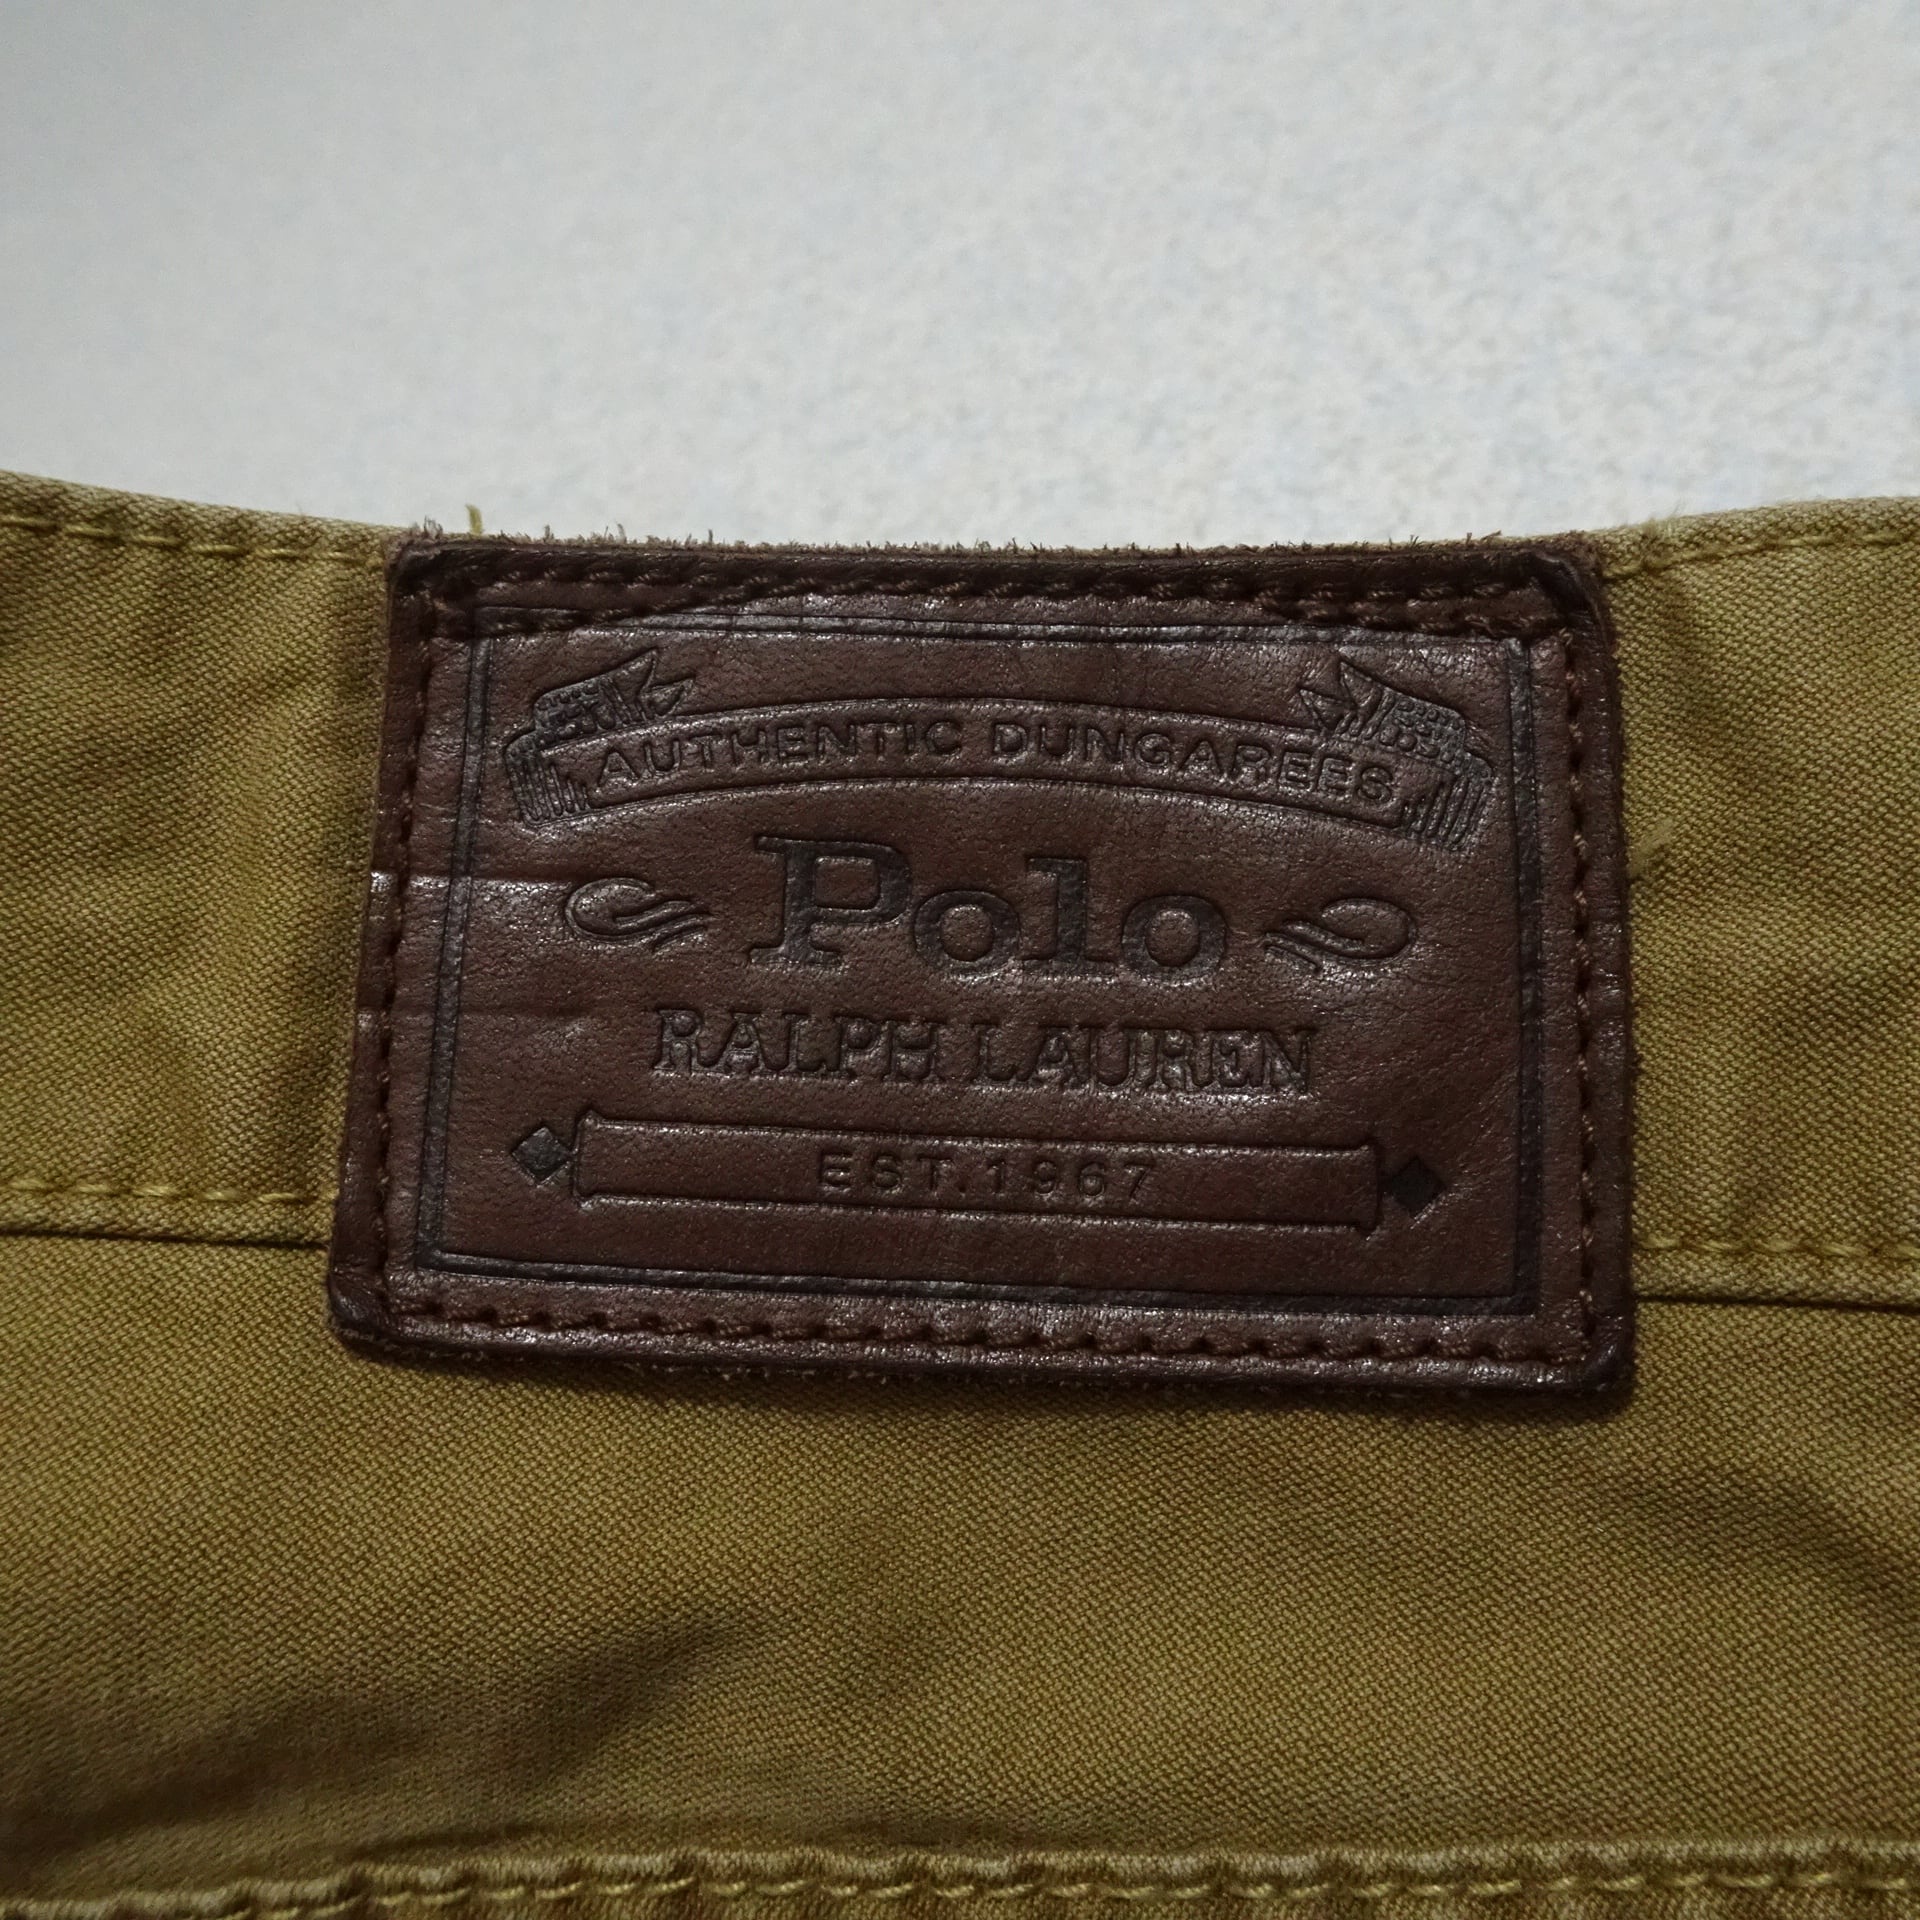 AUTHENTIC DUNGAREES
Polo
RALPH LAUREN
EST. 1967